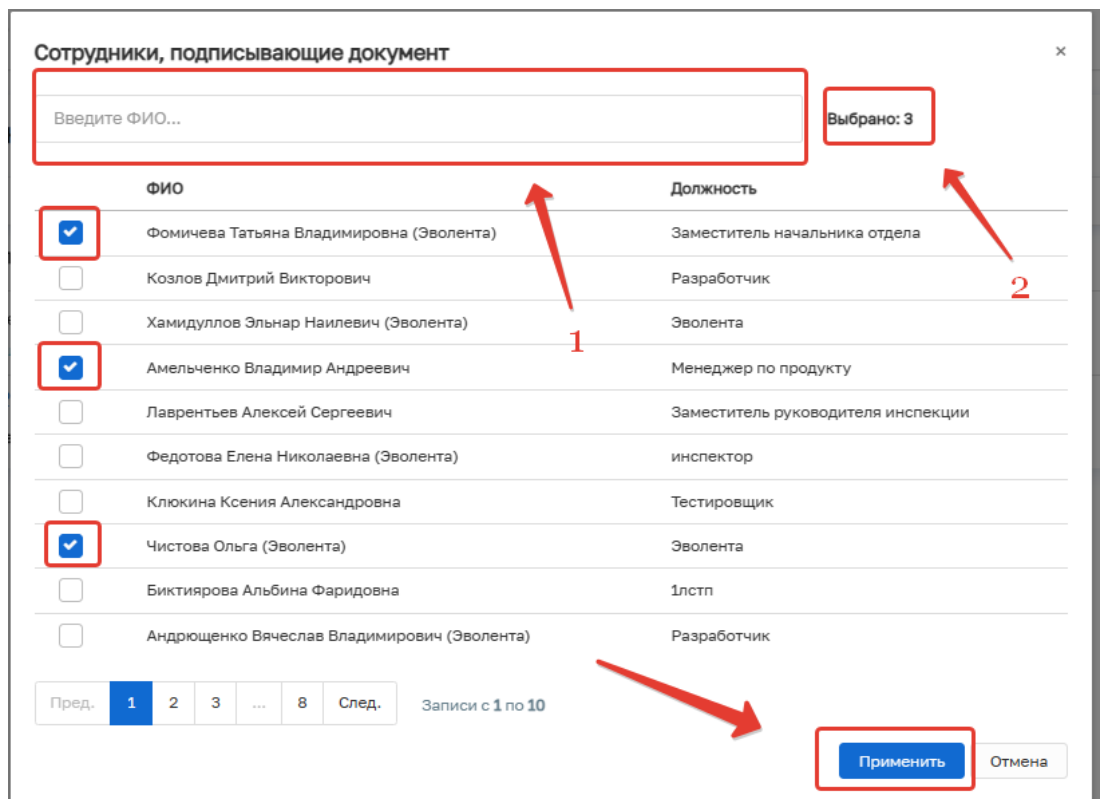 Сотрудники, подписывающие документ ×
Введите ФИО... Выбрано: 3
ФИО Должность
Фомичева Татьяна Владимировна (Эволента) Заместитель начальника отдела
Козлов Дмитрий Викторович Разработчик
2
Хамидуллов Эльнар Наилевич (Эволента) Эволента
1
Амельченко Владимир Андреевич Менеджер по продукту
Лаврентьев Алексей Сергеевич Заместитель руководителя инспекции
Федотова Елена Николаевна (Эволента) инспектор
Клюкина Ксения Александровна Тестировщик
Чистова Ольга (Эволента) Эволента
Биктиярова Альбина Фаридовна 1лстп
Андрющенко Вячеслав Владимирович (Эволента) Разработчик
Пред. 1 2 3 ... 8 След. Записи с 1 по 10
Применить Отмена